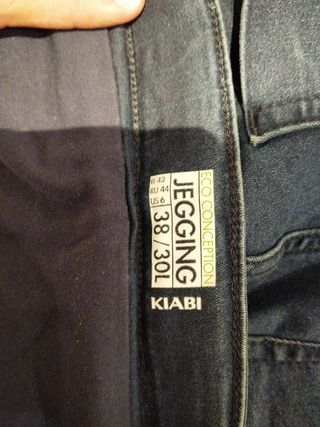 ECO CONCEPTION
JEGGING
IT 42
RU 44
US 6
38 / 30L
KIABI